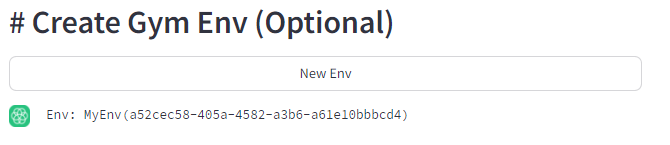 # Create Gym Env (Optional)
New Env
Env: MyEnv(a52cec58-405a-4582-a3b6-a61e10bbbcd4)